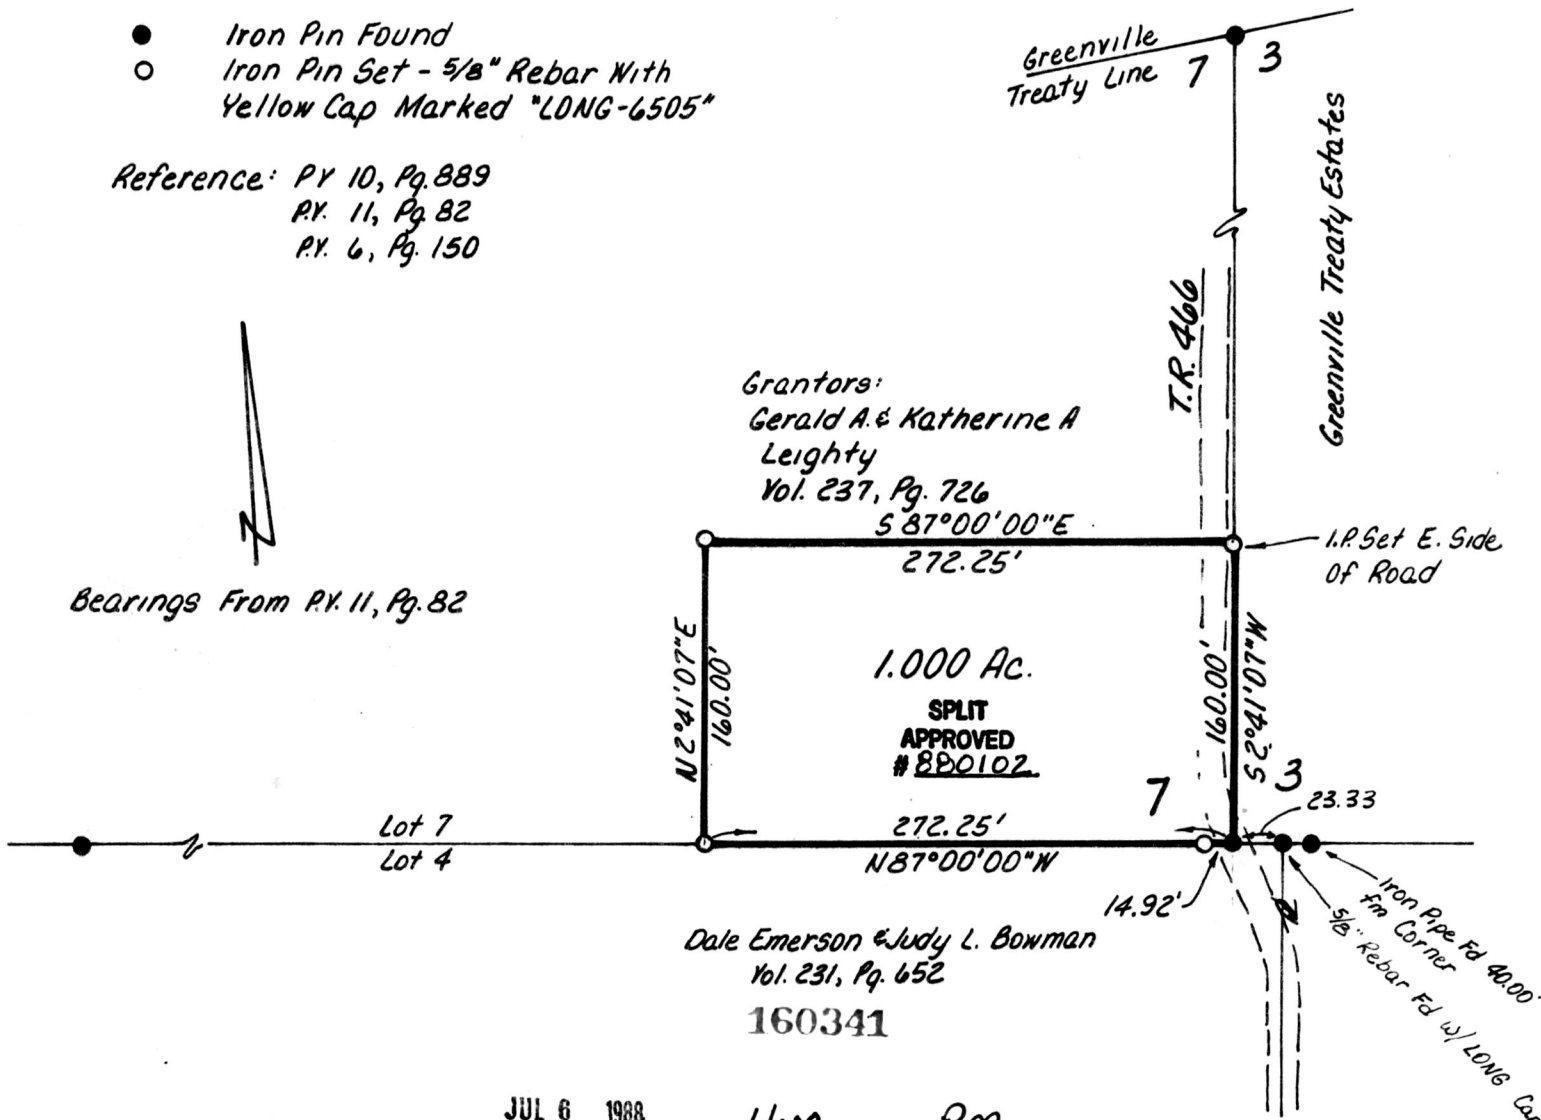 Iron Pin Found
Iron Pin Set - 5/8" Rebar With
Yellow Cap Marked "LONG-6505"
Reference: P.V. 10, Pg. 889
P.V. 11, Pg. 82
P.V. 6, Pg. 150
Greenville
Treaty Line
7
3
Greenville Treaty Estates
T.R. 466
Grantors:
Gerald A. & Katherine A
Leighty
Vol. 237, Pg. 726
S 87°00'00"E
272.25'
I.P. Set E. Side
Of Road
Bearings From P.V. 11, Pg. 82
N 2°41'07"E
160.00'
1.000 Ac.
SPLIT
APPROVED
# 880102
160.00'
S 2°41'07"W
7
3
23.33
Lot 7
Lot 4
272.25'
N87°00'00"W
14.92'
Iron Pipe Fd 40.00'
fm Corner
5/8" Rebar Fd w/ LONG Cap
Dale Emerson & Judy L. Bowman
Vol. 231, Pg. 652
160341
JUL 6 1988